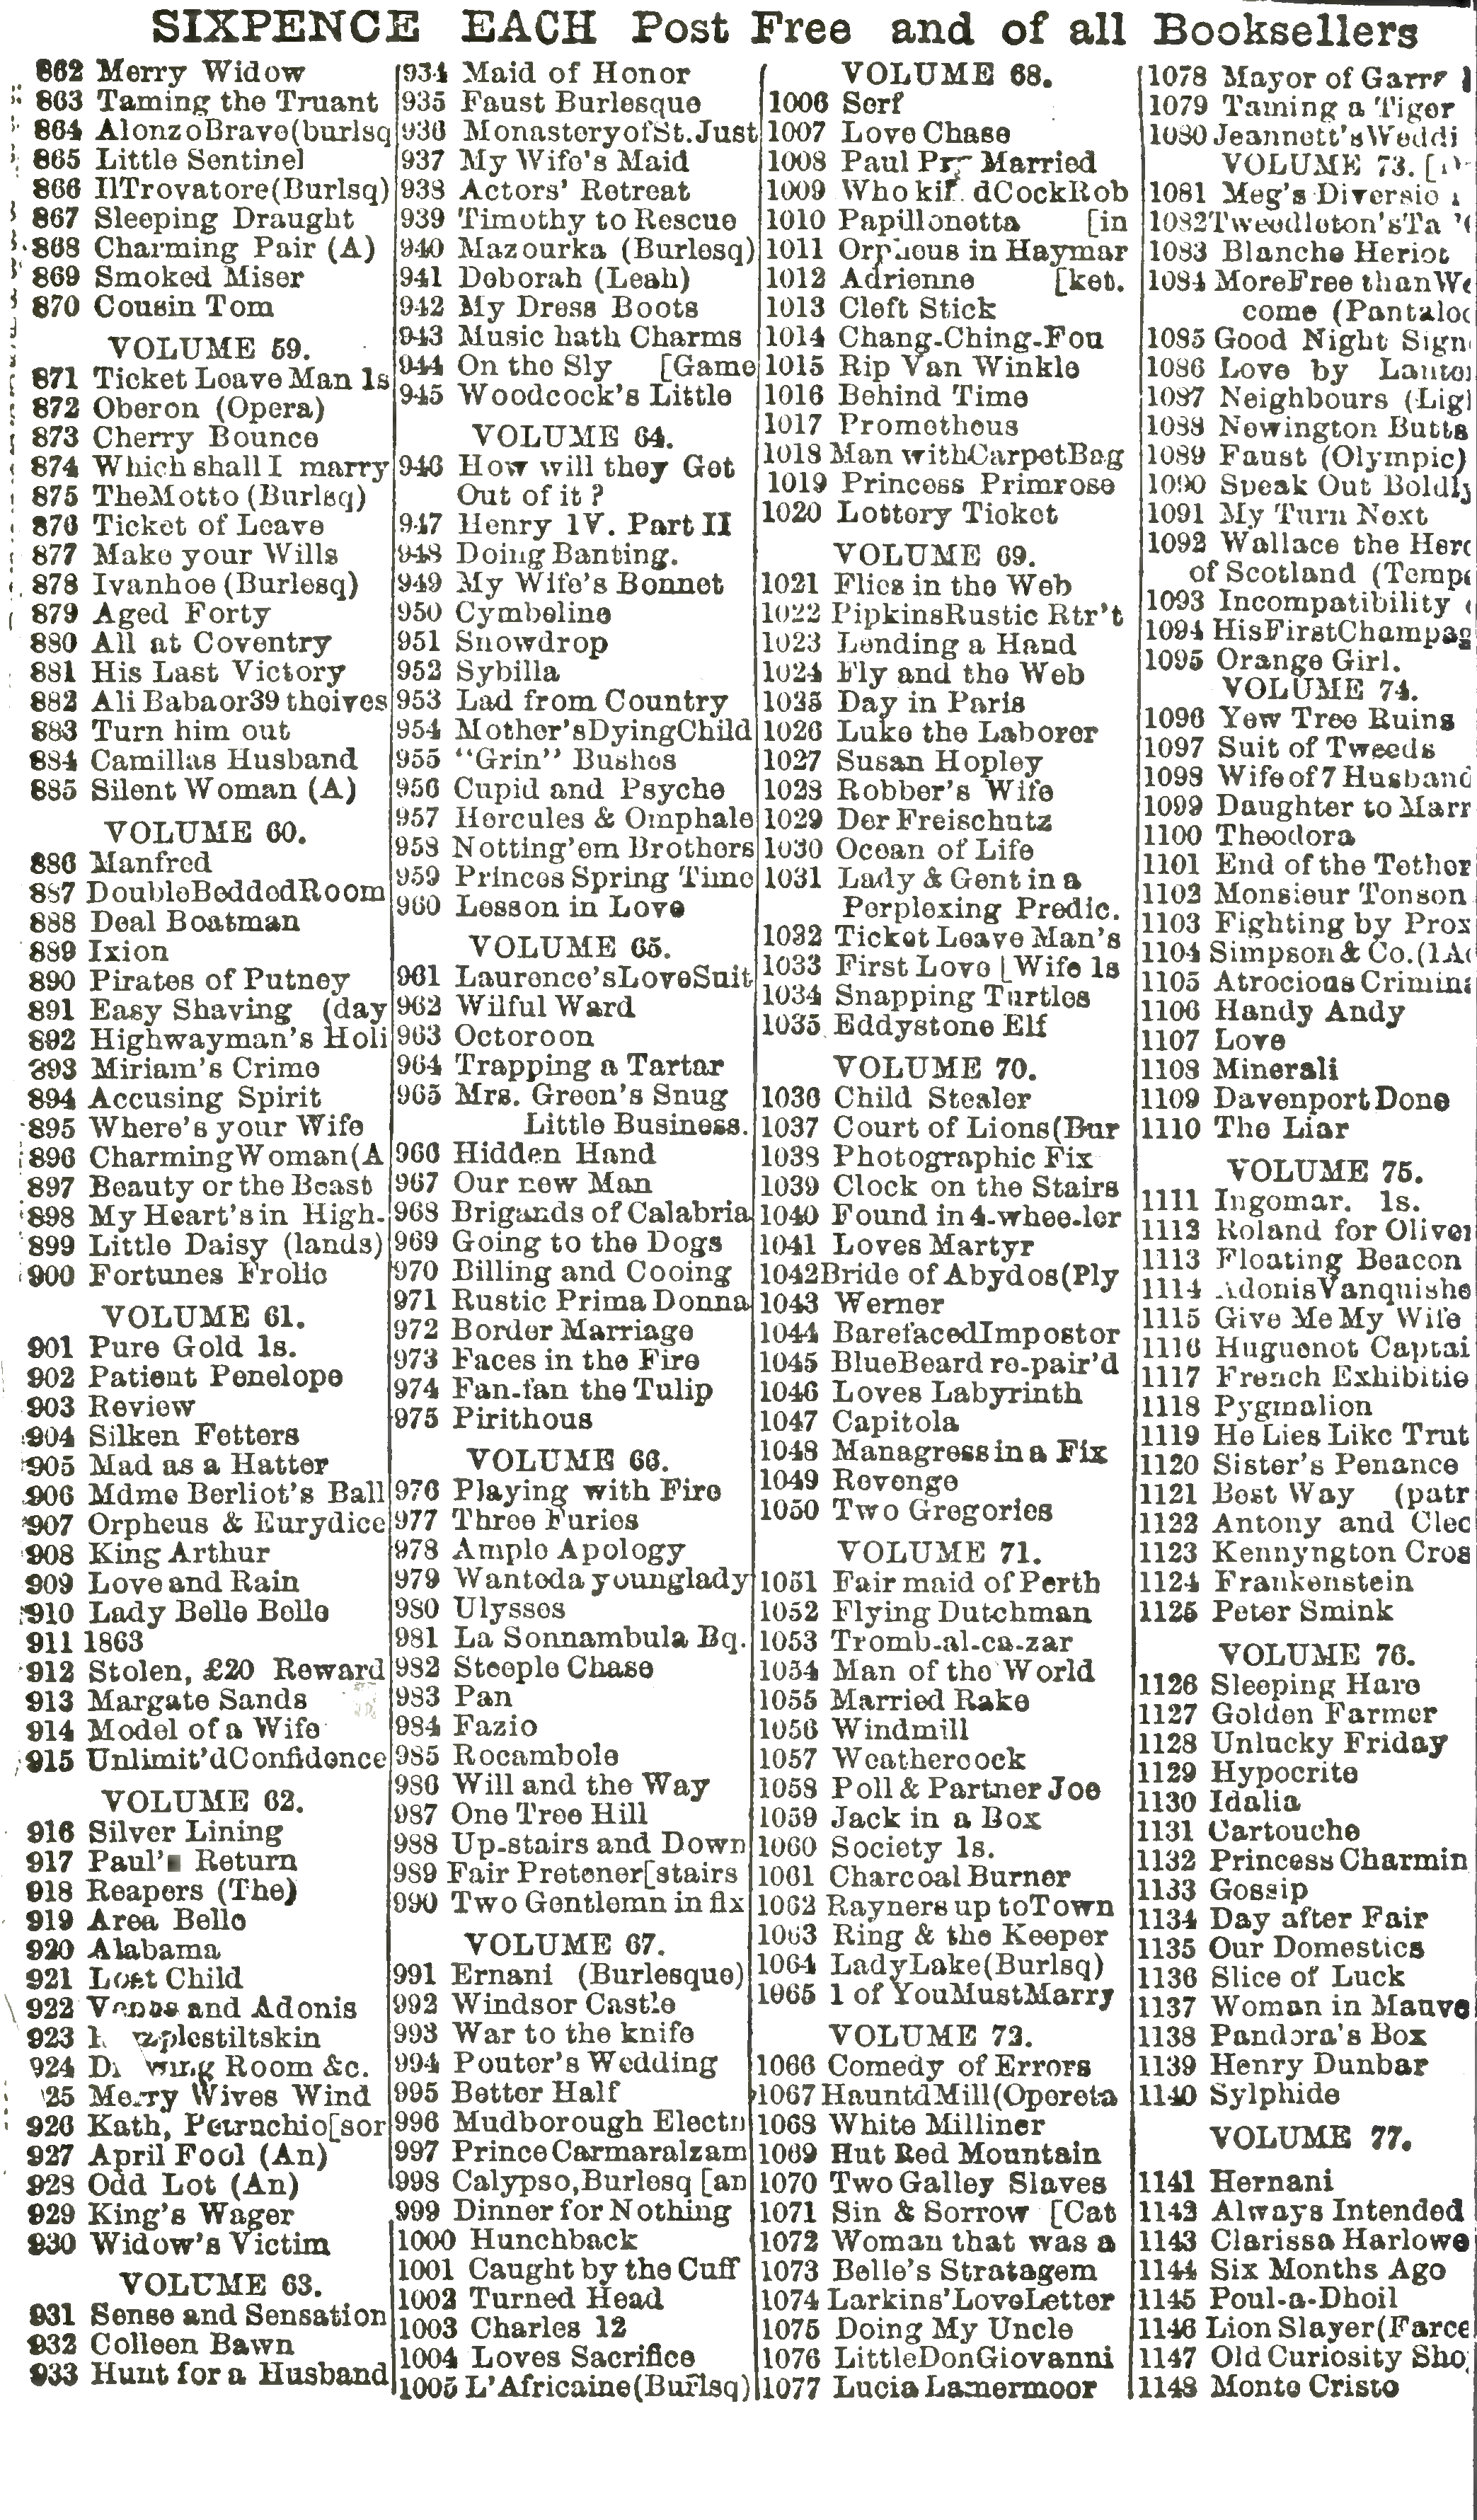 SIXPENCE EACH Post Free and of all Booksellers
862 Merry Widow
863 Taming the Truant
864 AlonzoBrave(burlsq
865 Little Sentinel
866 IlTrovatore(Burlsq)
867 Sleeping Draught
868 Charming Pair (A)
869 Smoked Miser
870 Cousin Tom
VOLUME 59.
871 Ticket Leave Man 1s
872 Oberon (Opera)
873 Cherry Bounce
874 Which shall I marry
875 TheMotto (Burlsq)
876 Ticket of Leave
877 Make your Wills
878 Ivanhoe (Burlesq)
879 Aged Forty
880 All at Coventry
881 His Last Victory
882 Ali Babaor39 theives
883 Turn him out
884 Camillas Husband
885 Silent Woman (A)
VOLUME 60.
886 Manfred
887 DoubleBeddedRoom
888 Deal Boatman
889 Ixion
890 Pirates of Putney
891 Easy Shaving (day
892 Highwayman's Holi
893 Miriam's Crime
894 Accusing Spirit
895 Where's your Wife
896 CharmingWoman(A
897 Beauty or the Beast
898 My Heart's in High-
899 Little Daisy (lands)
900 Fortunes Frolic
VOLUME 61.
901 Pure Gold 1s.
902 Patient Penelope
903 Review
904 Silken Fetters
905 Mad as a Hatter
906 Mdme Berliot's Ball
907 Orpheus & Eurydice
908 King Arthur
909 Love and Rain
910 Lady Belle Belle
911 1863
912 Stolen, £20 Reward
913 Margate Sands
914 Model of a Wife
915 Unlimit'dConfidence
VOLUME 62.
916 Silver Lining
917 Paul's Return
918 Reapers (The)
919 Area Belle
920 Alabama
921 Lost Child
922 Venus and Adonis
923
924 Room &c.
25 Merry Wives Wind
926 Kath, Petruchio[sor
927 April Fool (An)
928 Odd Lot (An)
929 King's Wager
930 Widow's Victim
VOLUME 63.
931 Sense and Sensation
932 Colleen Bawn
933 Hunt for a Husband
934 Maid of Honor
935 Faust Burlesque
936 MonasteryofSt.Just
937 My Wife's Maid
938 Actors' Retreat
939 Timothy to Rescue
940 Mazourka (Burlesq)
941 Deborah (Leah)
942 My Dress Boots
943 Music hath Charms
944 On the Sly [Game
945 Woodcock's Little
VOLUME 64.
946 How will they Get
Out of it ?
947 Henry 1V. Part II
948 Doing Banting.
949 My Wife's Bonnet
950 Cymbeline
951 Snowdrop
952 Sybilla
953 Lad from Country
954 Mother'sDyingChild
955 "Grin" Bushes
956 Cupid and Psyche
957 Hercules & Omphale
958 Notting'em Brothers
959 Princes Spring Time
960 Lesson in Love
VOLUME 65.
961 Laurence'sLoveSuit
962 Wilful Ward
963 Octoroon
964 Trapping a Tartar
965 Mrs. Green's Snug
Little Business.
966 Hidden Hand
967 Our new Man
968 Brigands of Calabria
969 Going to the Dogs
970 Billing and Cooing
971 Rustic Prima Donna
972 Border Marriage
973 Faces in the Fire
974 Fan-fan the Tulip
975 Pirithous
VOLUME 66.
976 Playing with Fire
977 Three Furies
978 Ample Apology
979 Wanteda younglady
980 Ulysses
981 La Sonnambula Bq.
982 Steeple Chase
983 Pan
984 Fazio
985 Rocambole
986 Will and the Way
987 One Tree Hill
988 Up-stairs and Down
989 Fair Pretener[stairs
990 Two Gentlemn in fix
VOLUME 67.
991 Ernani (Burlesque)
992 Windsor Castle
993 War to the knife
994 Pouter's Wedding
995 Better Half
996 Mudborough Electn
997 Prince Carmaralzam
998 Calypso,Burlesq [an
999 Dinner for Nothing
1000 Hunchback
1001 Caught by the Cuff
1002 Turned Head
1003 Charles 12
1004 Loves Sacrifice
1005 L'Africaine(Burlsq)
VOLUME 68.
1006 Serf
1007 Love Chase
1008 Paul Pry Married
1009 Who kill dCockRob
1010 Papillonetta [in
1011 Orpheus in Haymar
1012 Adrienne [ket.
1013 Cleft Stick
1014 Chang-Ching-Fou
1015 Rip Van Winkle
1016 Behind Time
1017 Prometheus
1018 Man withCarpetBag
1019 Princess Primrose
1020 Lottery Ticket
VOLUME 69.
1021 Flies in the Web
1022 PipkinsRustic Rtr't
1023 Lending a Hand
1024 Fly and the Web
1025 Day in Paris
1026 Luke the Laborer
1027 Susan Hopley
1028 Robber's Wife
1029 Der Freischutz
1030 Ocean of Life
1031 Lady & Gent in a
Perplexing Predic.
1032 Ticket Leave Man's
1033 First Love [Wife 1s
1034 Snapping Turtles
1035 Eddystone Elf
VOLUME 70.
1036 Child Stealer
1037 Court of Lions(Bur
1038 Photographic Fix
1039 Clock on the Stairs
1040 Found in 4-whee-ler
1041 Loves Martyr
1042Bride of Abydos(Ply
1043 Werner
1044 BarefacedImpostor
1045 BlueBeard re-pair'd
1046 Loves Labyrinth
1047 Capitola
1048 Managress in a Fix
1049 Revenge
1050 Two Gregories
VOLUME 71.
1051 Fair maid of Perth
1052 Flying Dutchman
1053 Tromb-al-ca-zar
1054 Man of the World
1055 Married Rake
1056 Windmill
1057 Weathercock
1058 Poll & Partner Joe
1059 Jack in a Box
1060 Society 1s.
1061 Charcoal Burner
1062 Rayners up toTown
1063 Ring & the Keeper
1064 LadyLake(Burlsq)
1065 1 of YouMustMarry
VOLUME 72.
1066 Comedy of Errors
1067 HauntdMill(Opereta
1068 White Milliner
1069 Hut Red Mountain
1070 Two Galley Slaves
1071 Sin & Sorrow [Cat
1072 Woman that was a
1073 Belle's Stratagem
1074 Larkins'LoveLetter
1075 Doing My Uncle
1076 LittleDonGiovanni
1077 Lucia Lamermoor
1078 Mayor of Garr
1079 Taming a Tiger
1080 Jeannett'sWeddi
VOLUME 73.
1081 Meg's Diversio
1082Tweedleton'sTa
1083 Blanche Heriot
1084 MoreFree thanWe
come (Pantaloo
1085 Good Night Sign
1086 Love by Lanter
1087 Neighbours (Lig
1088 Newington Butts
1089 Faust (Olympic)
1090 Speak Out Boldly
1091 My Turn Next
1092 Wallace the Hero
of Scotland (Tempe
1093 Incompatibility
1094 HisFirstChampag
1095 Orange Girl.
VOLUME 74.
1096 Yew Tree Ruins
1097 Suit of Tweeds
1098 Wife of 7 Husband
1099 Daughter to Marr
1100 Theodora
1101 End of the Tether
1102 Monsieur Tonson
1103 Fighting by Prox
1104 Simpson & Co.(1Ac
1105 Atrocious Crimina
1106 Handy Andy
1107 Love
1108 Minerali
1109 Davenport Done
1110 The Liar
VOLUME 75.
1111 Ingomar. 1s.
1112 Roland for Oliver
1113 Floating Beacon
1114 AdonisVanquishe
1115 Give Me My Wife
1116 Huguenot Captai
1117 French Exhibitio
1118 Pygmalion
1119 He Lies Like Trut
1120 Sister's Penance
1121 Best Way (patr
1122 Antony and Cleo
1123 Kennyngton Cros
1124 Frankenstein
1125 Peter Smink
VOLUME 76.
1126 Sleeping Hare
1127 Golden Farmer
1128 Unlucky Friday
1129 Hypocrite
1130 Idalia
1131 Cartouche
1132 Princess Charmin
1133 Gossip
1134 Day after Fair
1135 Our Domestics
1136 Slice of Luck
1137 Woman in Mauve
1138 Pandora's Box
1139 Henry Dunbar
1140 Sylphide
VOLUME 77.
1141 Hernani
1142 Always Intended
1143 Clarissa Harlowe
1144 Six Months Ago
1145 Poul-a-Dhoil
1146 Lion Slayer(Farce
1147 Old Curiosity Sho
1148 Monte Cristo